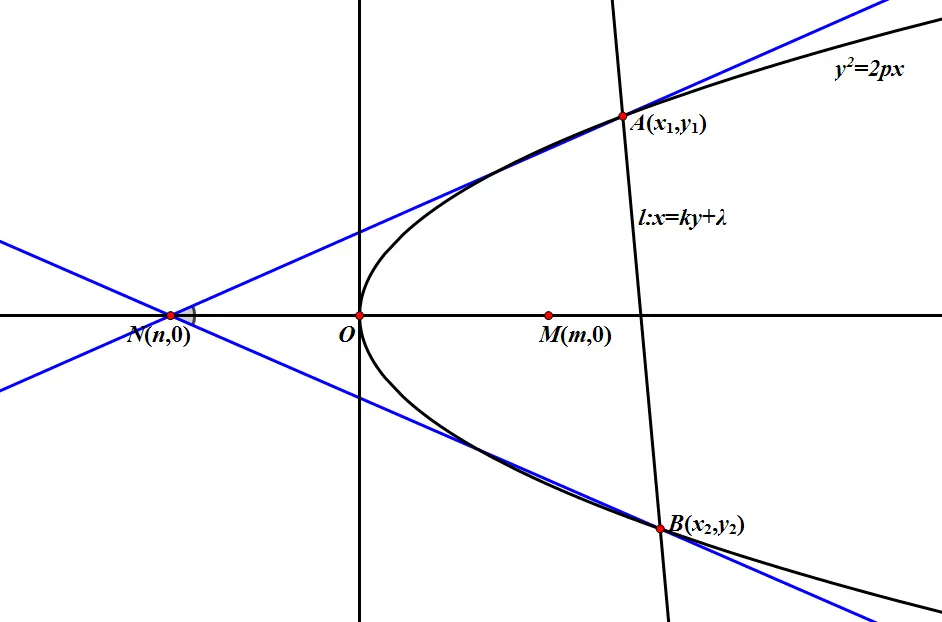 y²=2px
A(x₁,y₁)
l:x=ky+λ
N(n,0)
O
M(m,0)
B(x₂,y₂)